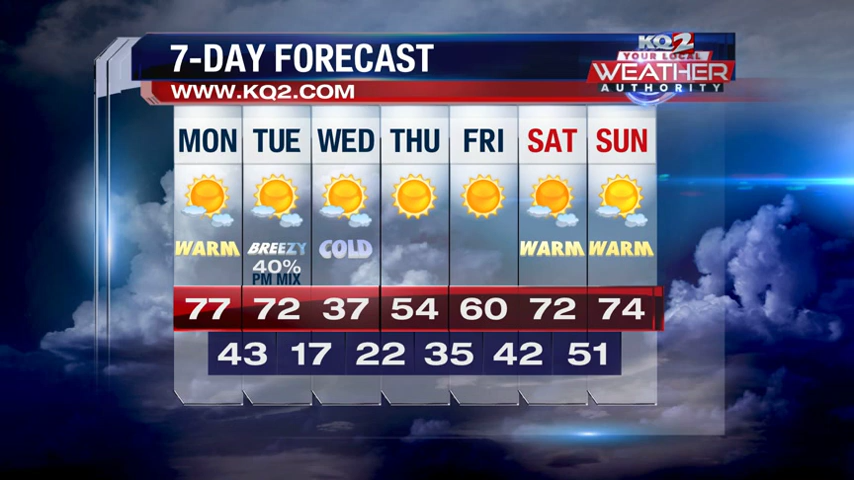 7-DAY FORECAST
WWW.KQ2.COM
KQ2
YOUR LOCAL
WEATHER
AUTHORITY
MON TUE WED THU FRI SAT SUN
WARM BREEZY COLD WARM WARM
40%
PM MIX
77 72 37 54 60 72 74
43 17 22 35 42 51